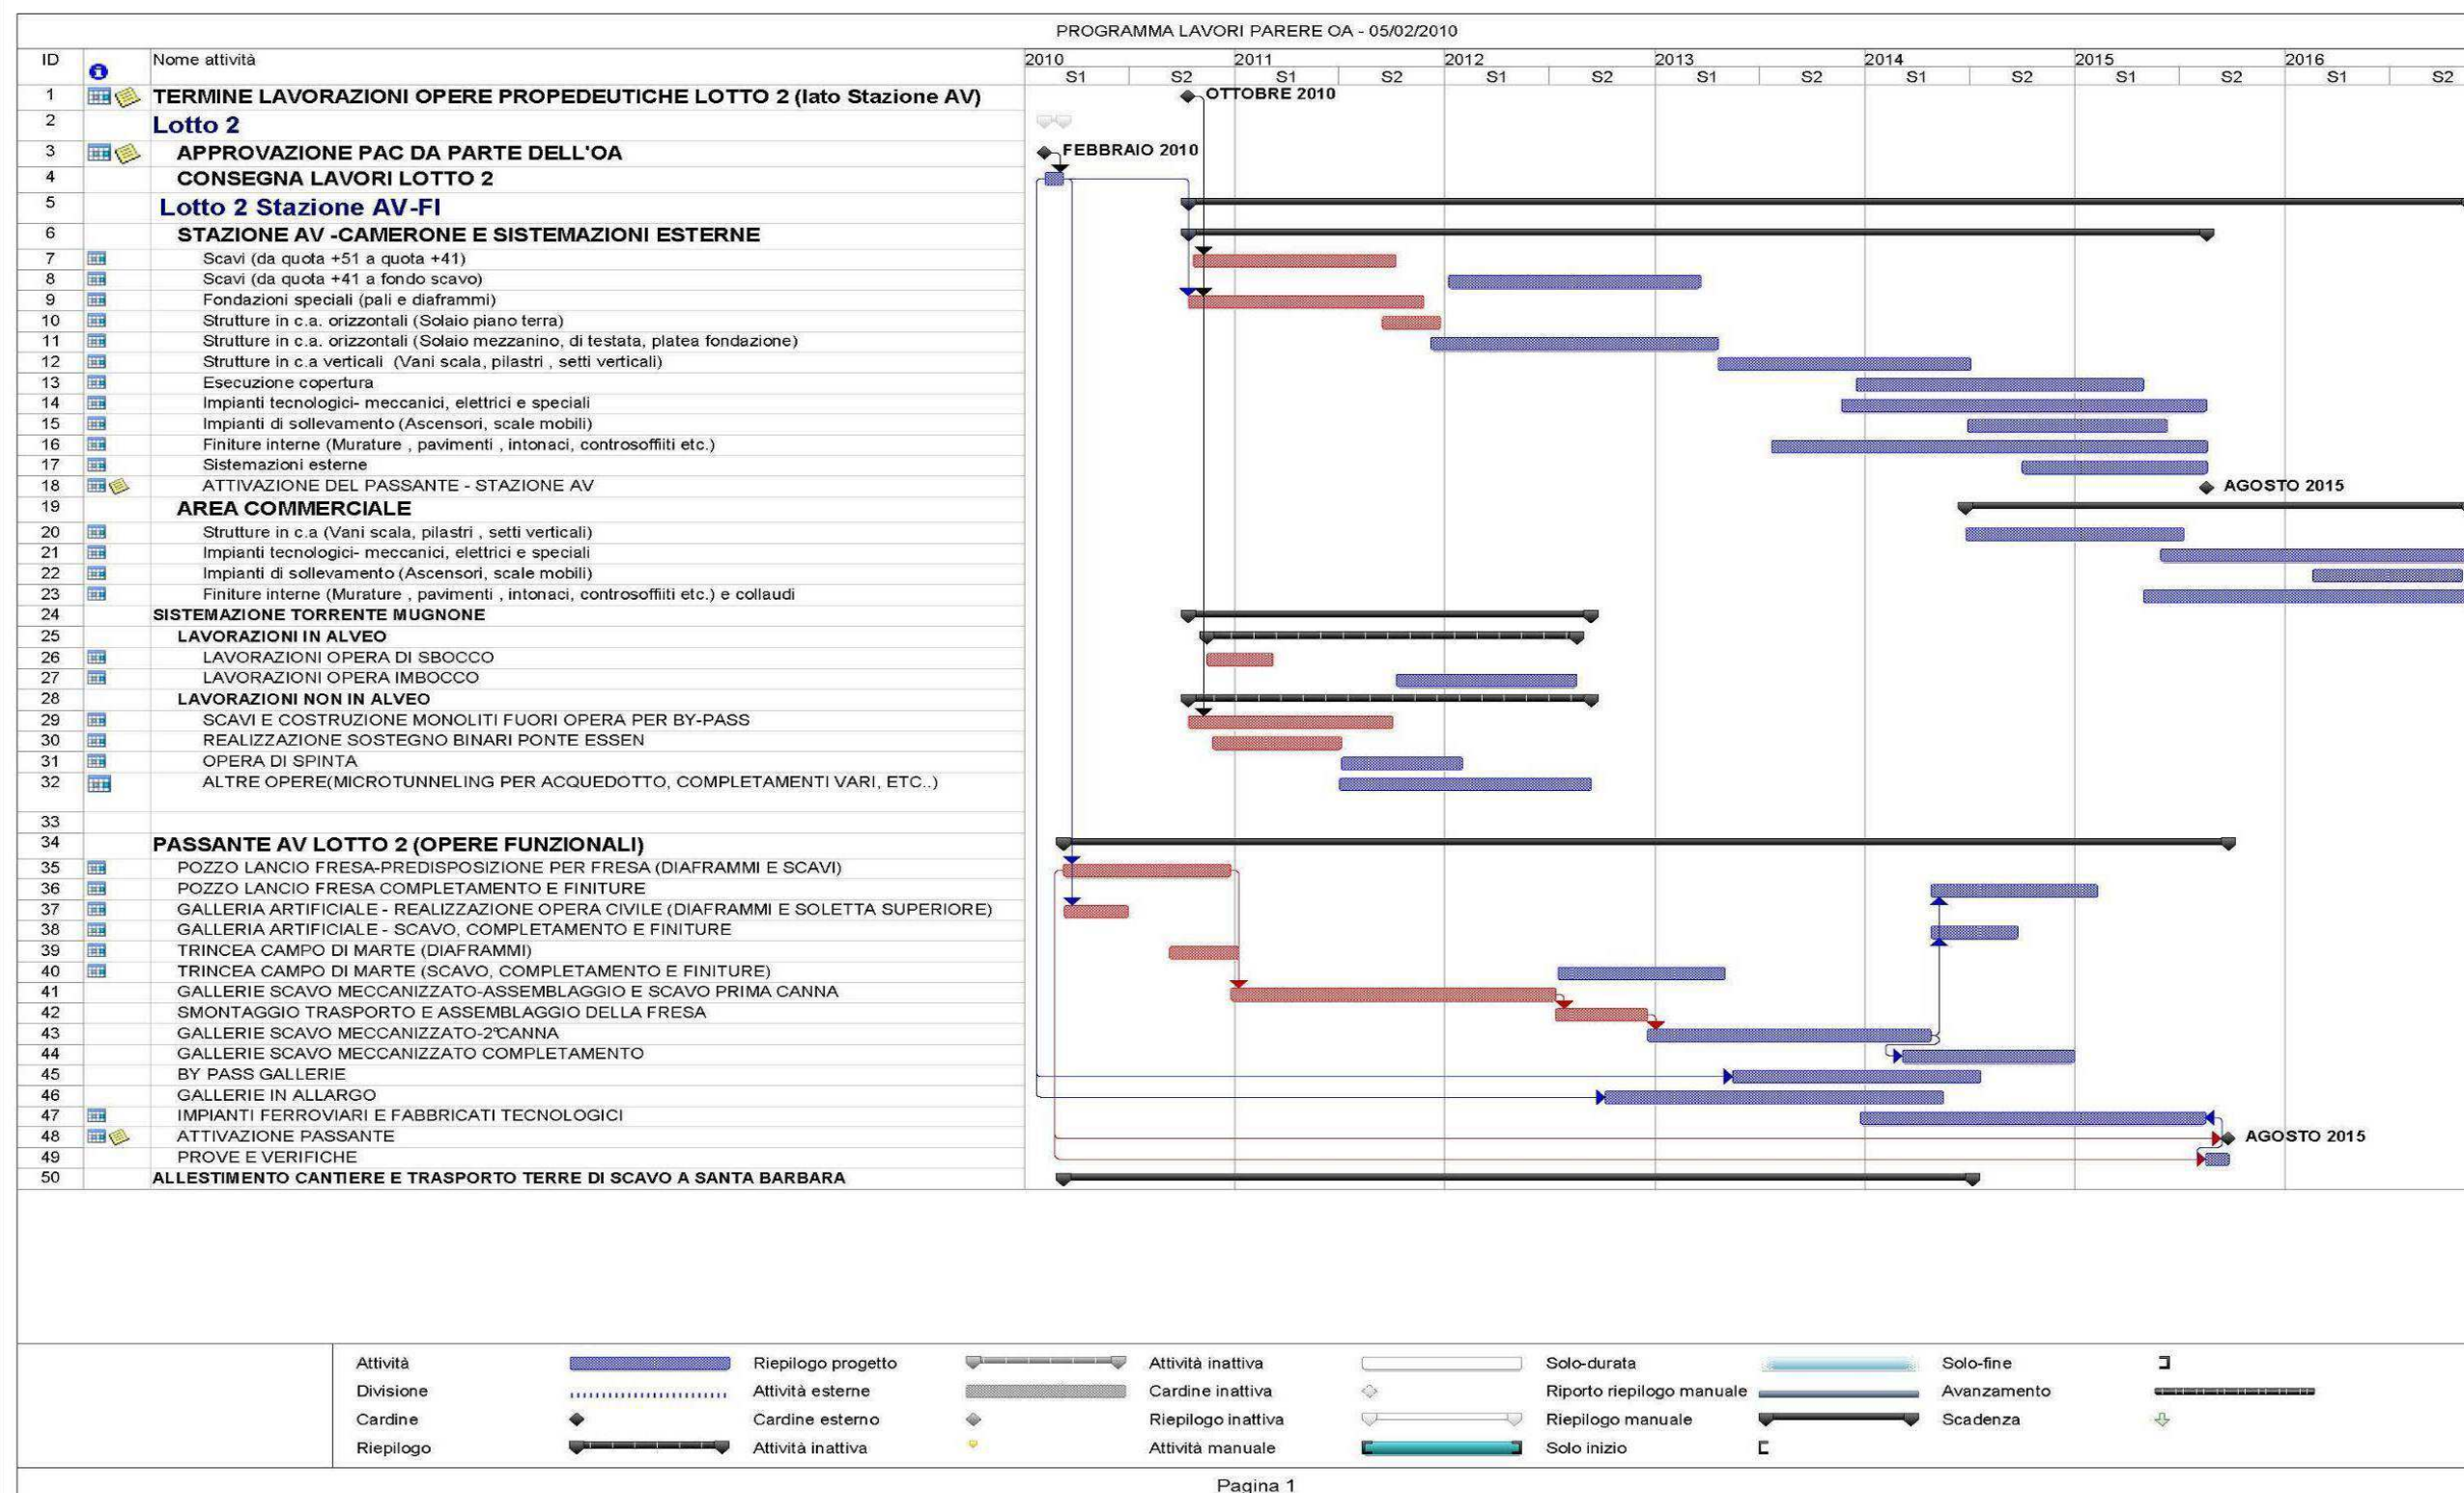 PROGRAMMA LAVORI PARERE OA - 05/02/2010
ID Nome attività 2010 2011 2012 2013 2014 2015 2016
S1 S2 S1 S2 S1 S2 S1 S2 S1 S2 S1 S2 S1 S2
1 TERMINE LAVORAZIONI OPERE PROPEDEUTICHE LOTTO 2 (lato Stazione AV) OTTOBRE 2010
2 Lotto 2
3 APPROVAZIONE PAC DA PARTE DELL'OA FEBBRAIO 2010
4 CONSEGNA LAVORI LOTTO 2
5 Lotto 2 Stazione AV-FI
6 STAZIONE AV -CAMERONE E SISTEMAZIONI ESTERNE
7 Scavi (da quota +51 a quota +41)
8 Scavi (da quota +41 a fondo scavo)
9 Fondazioni speciali (pali e diaframmi)
10 Strutture in c.a. orizzontali (Solaio piano terra)
11 Strutture in c.a. orizzontali (Solaio mezzanino, di testata, platea fondazione)
12 Strutture in c.a verticali (Vani scala, pilastri , setti verticali)
13 Esecuzione copertura
14 Impianti tecnologici- meccanici, elettrici e speciali
15 Impianti di sollevamento (Ascensori, scale mobili)
16 Finiture interne (Murature , pavimenti , intonaci, controsoffiiti etc.)
17 Sistemazioni esterne
18 ATTIVAZIONE DEL PASSANTE - STAZIONE AV AGOSTO 2015
19 AREA COMMERCIALE
20 Strutture in c.a (Vani scala, pilastri , setti verticali)
21 Impianti tecnologici- meccanici, elettrici e speciali
22 Impianti di sollevamento (Ascensori, scale mobili)
23 Finiture interne (Murature , pavimenti , intonaci, controsoffiiti etc.) e collaudi
24 SISTEMAZIONE TORRENTE MUGNONE
25 LAVORAZIONI IN ALVEO
26 LAVORAZIONI OPERA DI SBOCCO
27 LAVORAZIONI OPERA IMBOCCO
28 LAVORAZIONI NON IN ALVEO
29 SCAVI E COSTRUZIONE MONOLITI FUORI OPERA PER BY-PASS
30 REALIZZAZIONE SOSTEGNO BINARI PONTE ESSEN
31 OPERA DI SPINTA
32 ALTRE OPERE(MICROTUNNELING PER ACQUEDOTTO, COMPLETAMENTI VARI, ETC..)
33
34 PASSANTE AV LOTTO 2 (OPERE FUNZIONALI)
35 POZZO LANCIO FRESA-PREDISPOSIZIONE PER FRESA (DIAFRAMMI E SCAVI)
36 POZZO LANCIO FRESA COMPLETAMENTO E FINITURE
37 GALLERIA ARTIFICIALE - REALIZZAZIONE OPERA CIVILE (DIAFRAMMI E SOLETTA SUPERIORE)
38 GALLERIA ARTIFICIALE - SCAVO, COMPLETAMENTO E FINITURE
39 TRINCEA CAMPO DI MARTE (DIAFRAMMI)
40 TRINCEA CAMPO DI MARTE (SCAVO, COMPLETAMENTO E FINITURE)
41 GALLERIE SCAVO MECCANIZZATO-ASSEMBLAGGIO E SCAVO PRIMA CANNA
42 SMONTAGGIO TRASPORTO E ASSEMBLAGGIO DELLA FRESA
43 GALLERIE SCAVO MECCANIZZATO-2°CANNA
44 GALLERIE SCAVO MECCANIZZATO COMPLETAMENTO
45 BY PASS GALLERIE
46 GALLERIE IN ALLARGO
47 IMPIANTI FERROVIARI E FABBRICATI TECNOLOGICI
48 ATTIVAZIONE PASSANTE AGOSTO 2015
49 PROVE E VERIFICHE
50 ALLESTIMENTO CANTIERE E TRASPORTO TERRE DI SCAVO A SANTA BARBARA
Attività Riepilogo progetto Attività inattiva Solo-durata Solo-fine
Divisione Attività esterne Cardine inattiva Riporto riepilogo manuale Avanzamento
Cardine Cardine esterno Riepilogo inattiva Riepilogo manuale Scadenza
Riepilogo Attività inattiva Attività manuale Solo inizio
Pagina 1